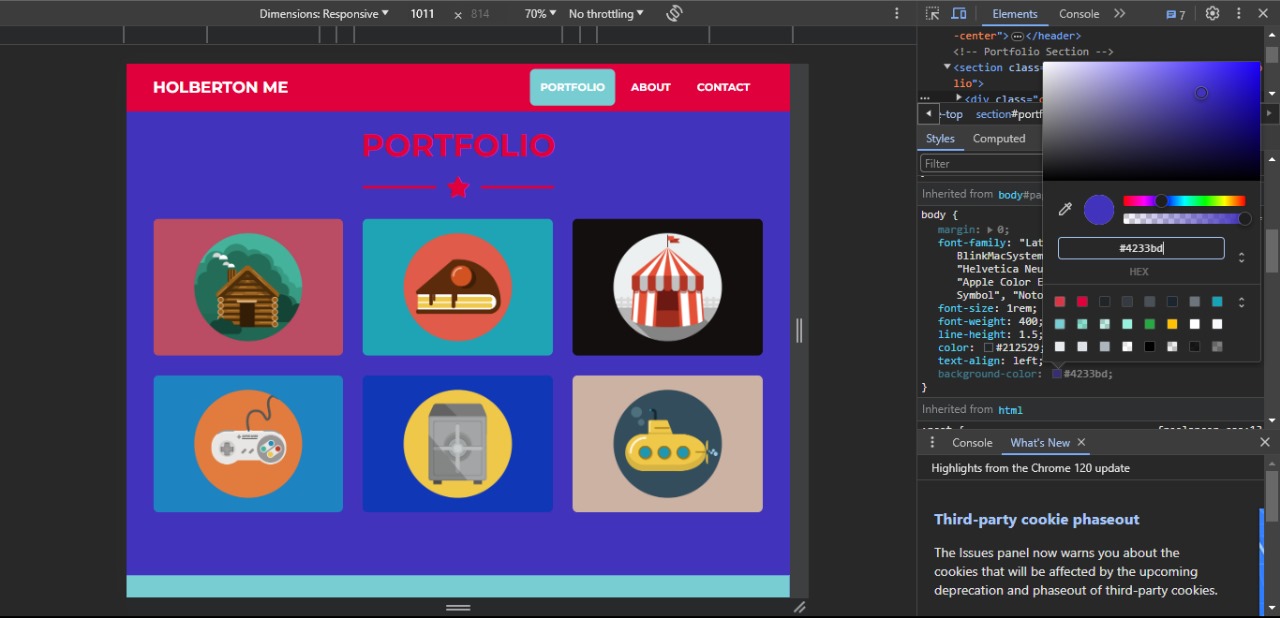 Dimensions: Responsive
1011
×
814
70%
No throttling
Elements
Console
7
HOLBERTON ME
PORTFOLIO
ABOUT
CONTACT
PORTFOLIO
-center"> … </header>
<!-- Portfolio Section -->
<section class=
lio">
<div class="
…
-top
section#portf
Styles
Computed
Filter
Inherited from body#pa
body {
margin: 0;
font-family: "Lat
BlinkMacSystem
"Helvetica Neu
"Apple Color E
Symbol", "Noto
font-size: 1rem;
font-weight: 400;
line-height: 1.5;
color: #212529;
text-align: left;
background-color: #4233bd;
}
#4233bd
HEX
Inherited from html
Console
What's New
Highlights from the Chrome 120 update
Third-party cookie phaseout
The Issues panel now warns you about the
cookies that will be affected by the upcoming
deprecation and phaseout of third-party cookies.